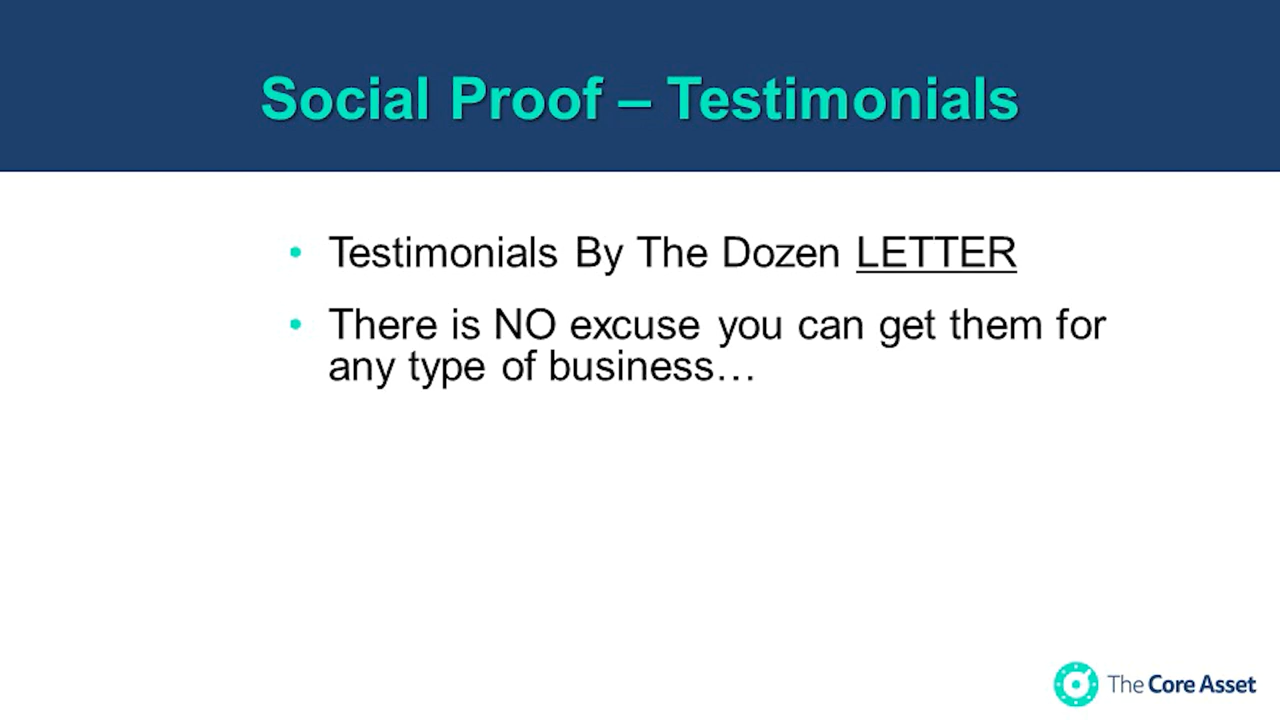 Social Proof – Testimonials
• Testimonials By The Dozen LETTER
• There is NO excuse you can get them for
any type of business…
The Core Asset